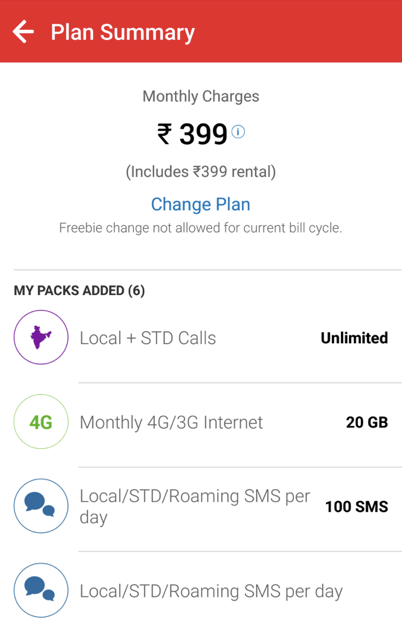 Plan Summary
Monthly Charges
₹ 399 i
(Includes ₹399 rental)
Change Plan
Freebie change not allowed for current bill cycle.
MY PACKS ADDED (6)
Local + STD Calls Unlimited
4G Monthly 4G/3G Internet 20 GB
Local/STD/Roaming SMS per
day 100 SMS
Local/STD/Roaming SMS per day